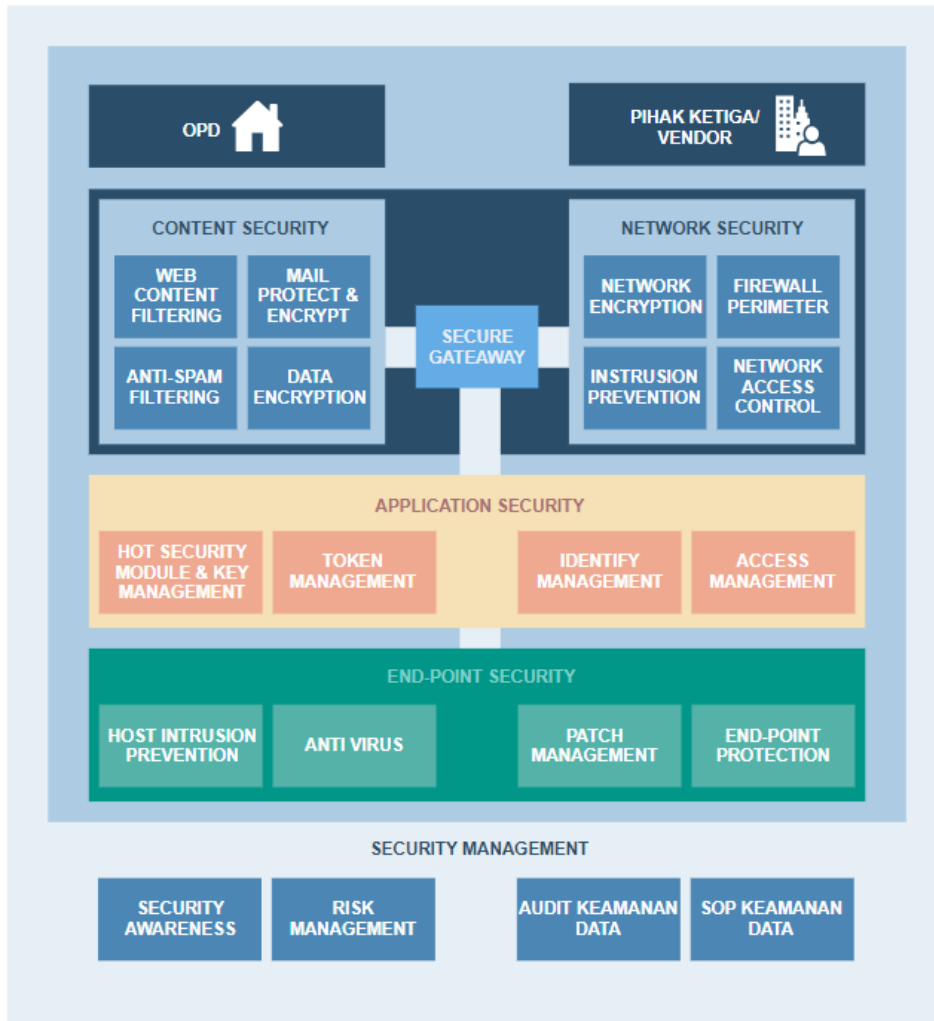 OPD
PIHAK KETIGA/
VENDOR
CONTENT SECURITY
WEB
CONTENT
FILTERING
MAIL
PROTECT &
ENCRYPT
ANTI-SPAM
FILTERING
DATA
ENCRYPTION
SECURE
GATEAWAY
NETWORK SECURITY
NETWORK
ENCRYPTION
FIREWALL
PERIMETER
INSTRUSION
PREVENTION
NETWORK
ACCESS
CONTROL
APPLICATION SECURITY
HOT SECURITY
MODULE & KEY
MANAGEMENT
TOKEN
MANAGEMENT
IDENTIFY
MANAGEMENT
ACCESS
MANAGEMENT
END-POINT SECURITY
HOST INTRUSION
PREVENTION
ANTI VIRUS
PATCH
MANAGEMENT
END-POINT
PROTECTION
SECURITY MANAGEMENT
SECURITY
AWARENESS
RISK
MANAGEMENT
AUDIT KEAMANAN
DATA
SOP KEAMANAN
DATA